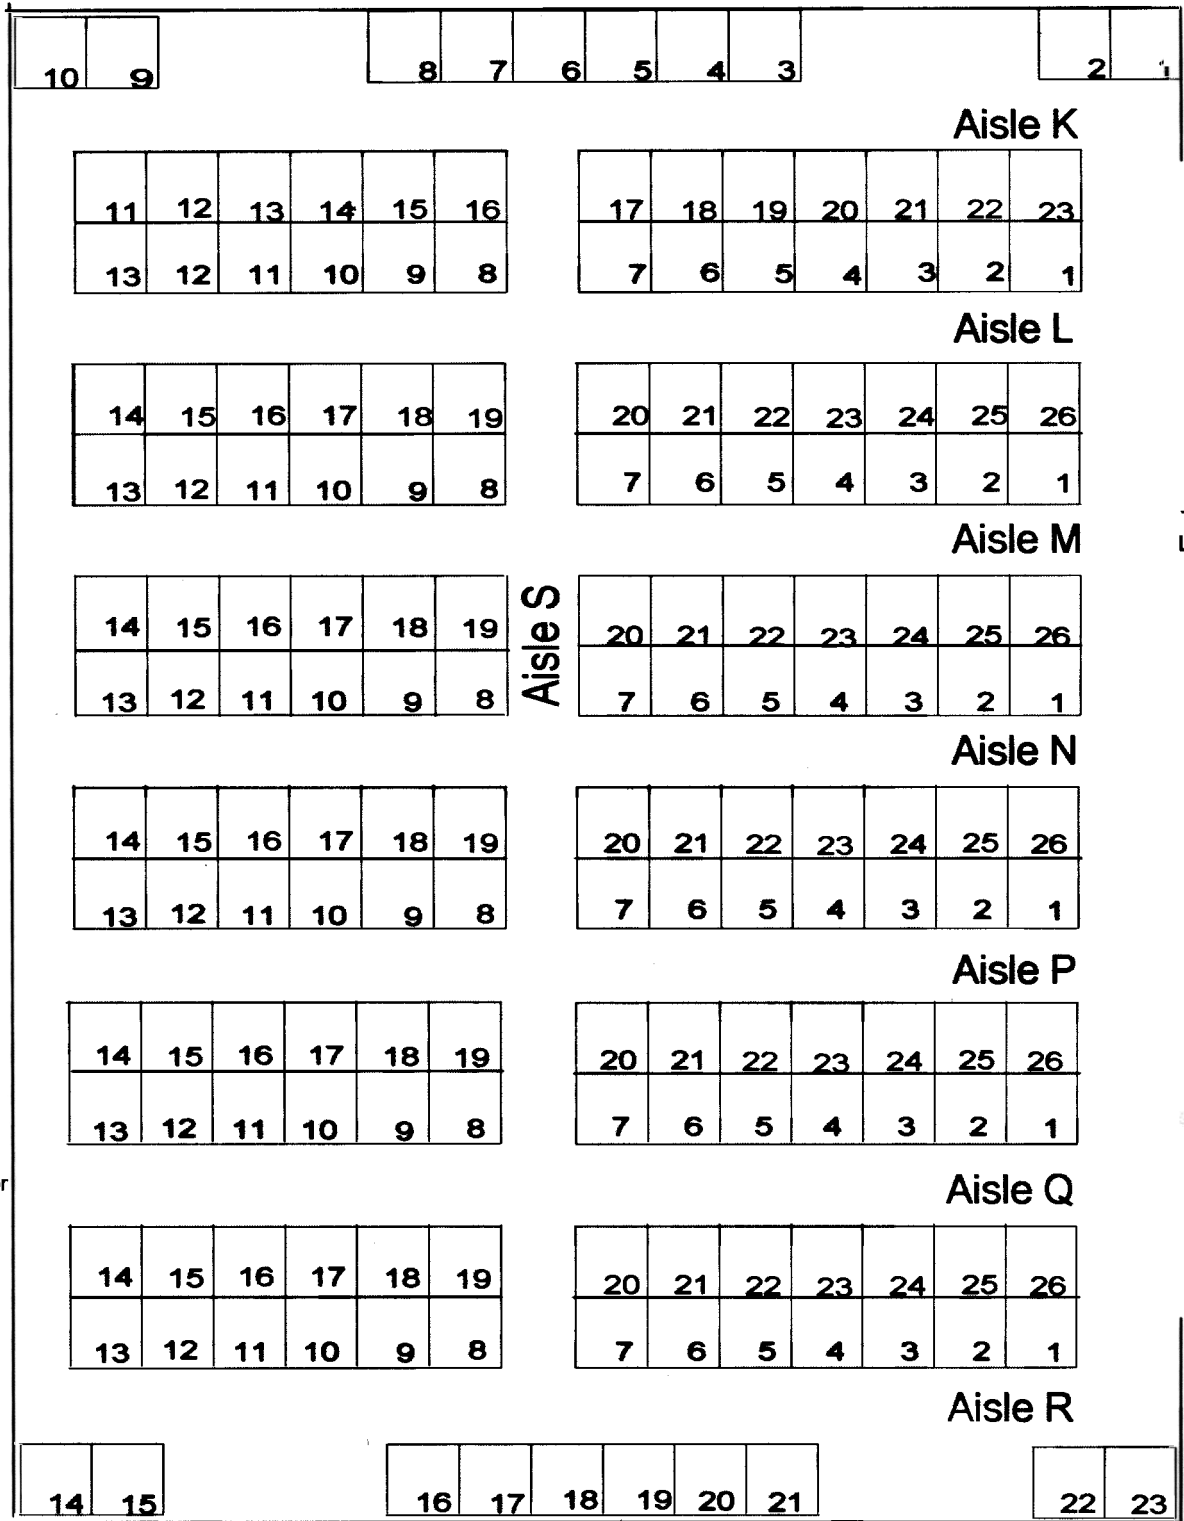 10 9 8 7 6 5 4 3 2 1
Aisle K
11 12 13 14 15 16 17 18 19 20 21 22 23
13 12 11 10 9 8 7 6 5 4 3 2 1
Aisle L
14 15 16 17 18 19 20 21 22 23 24 25 26
13 12 11 10 9 8 7 6 5 4 3 2 1
Aisle M
14 15 16 17 18 19 20 21 22 23 24 25 26
Aisle S
13 12 11 10 9 8 7 6 5 4 3 2 1
Aisle N
14 15 16 17 18 19 20 21 22 23 24 25 26
13 12 11 10 9 8 7 6 5 4 3 2 1
Aisle P
14 15 16 17 18 19 20 21 22 23 24 25 26
13 12 11 10 9 8 7 6 5 4 3 2 1
r
Aisle Q
14 15 16 17 18 19 20 21 22 23 24 25 26
13 12 11 10 9 8 7 6 5 4 3 2 1
Aisle R
14 15 16 17 18 19 20 21 22 23